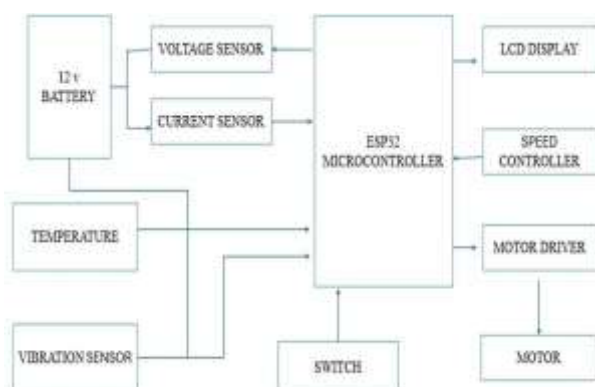 12 v
BATTERY
VOLTAGE SENSOR
CURRENT SENSOR
ESP32
MICROCONTROLLER
LCD DISPLAY
SPEED
CONTROLLER
TEMPERATURE
MOTOR DRIVER
VIBRATION SENSOR
SWITCH
MOTOR